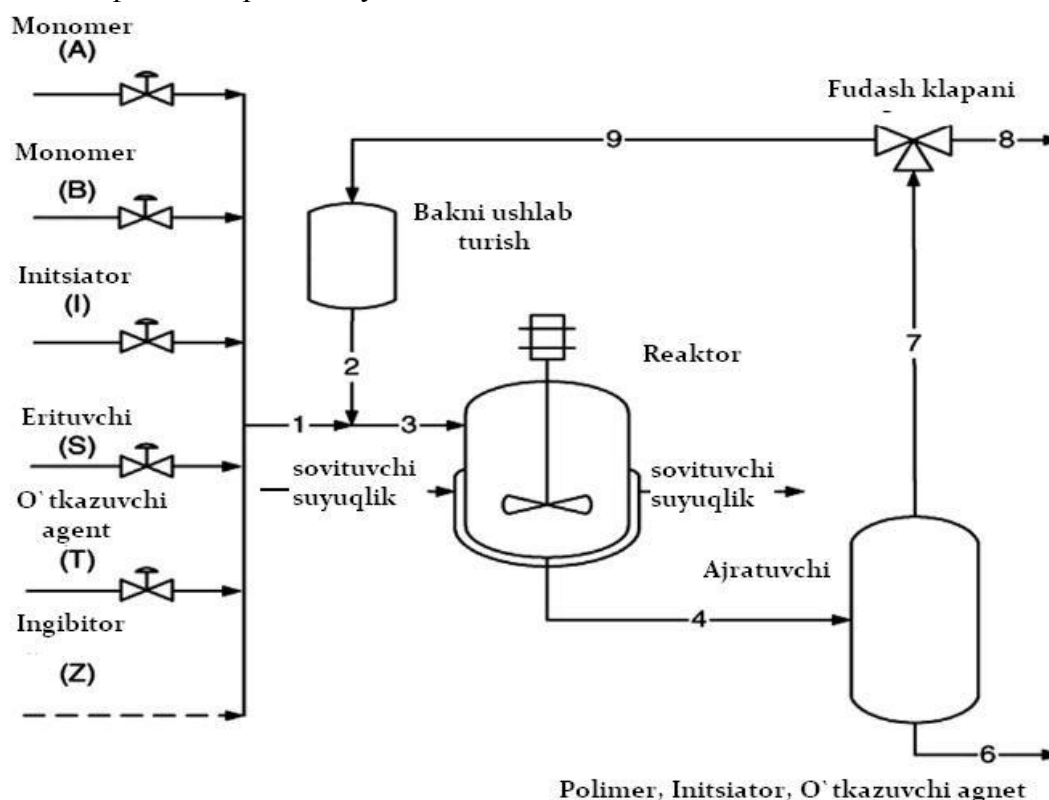 Monomer
(A)
Monomer
(B)
Initsiator
(I)
Erituvchi
(S)
O`tkazuvchi
agent
(T)
Ingibitor
(Z)
Fudash klapani
9
8
Bakni ushlab
turish
2
7
Reaktor
1
3
sovituvchi
suyuqlik
sovituvchi
suyuqlik
Ajratuvchi
4
6
Polimer, Initsiator, O`tkazuvchi agnet